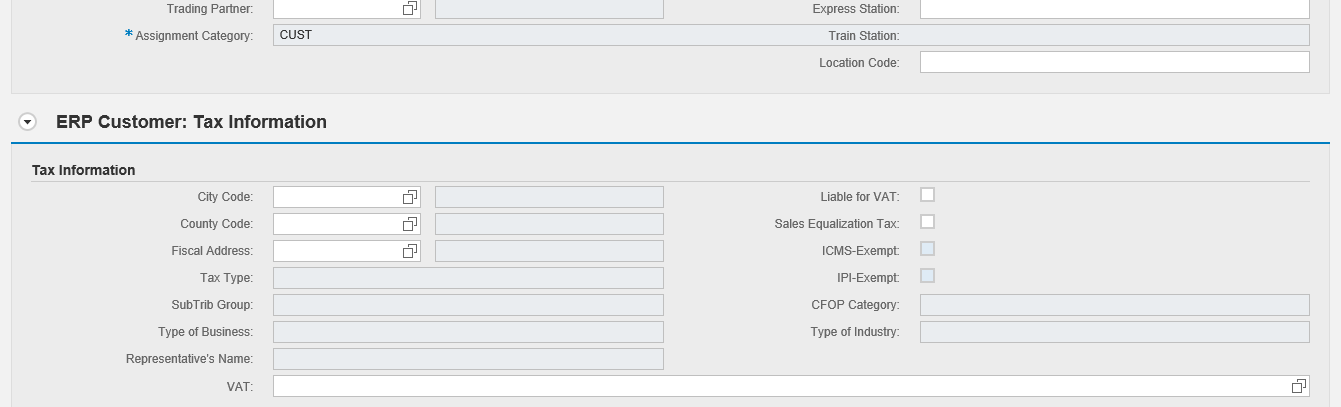 Trading Partner:
Express Station:
* Assignment Category: CUST
Train Station:
Location Code:
ERP Customer: Tax Information
Tax Information
City Code:
Liable for VAT:
County Code:
Sales Equalization Tax:
Fiscal Address:
ICMS-Exempt:
Tax Type:
IPI-Exempt:
SubTrib Group:
CFOP Category:
Type of Business:
Type of Industry:
Representative's Name:
VAT: